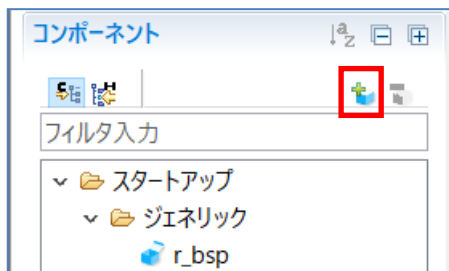 コンポーネント
フィルタ入力
スタートアップ
ジェネリック
r_bsp